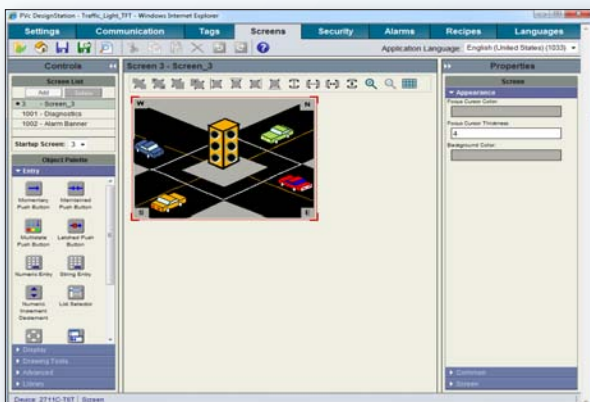 PVc DesignStation - Traffic_Light_TFT - Windows Internet Explorer
Settings Communication Tags Screens Security Alarms Recipes Languages
Application Language: English (United States) (1033)
Controls
Screen 3 - Screen_3
Properties
Screen List
Add Delete
3 - Screen_3
1001 - Diagnostics
1002 - Alarm Banner
Startup Screen: 3
Object Palette
Entry
Momentary Push Button
Maintained Push Button
Multistate Push Button
Latched Push Button
Numeric Entry
String Entry
Numeric Increment Decrement
List Selector
Display
Drawing Tools
Advanced
Library
W N
S E
Screen
Appearance
Focus Cursor Color:
Focus Cursor Thickness:
4
Background Color:
Common
Screen
Device: 2711C-T6T Screen